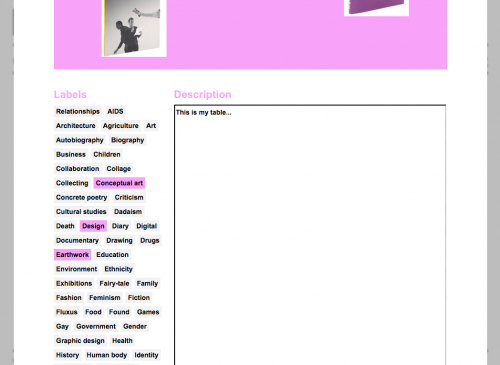 Labels
Description
Relationships AIDS
Architecture Agriculture Art
Autobiography Biography
Business Children
Collaboration Collage
Collecting Conceptual art
Concrete poetry Criticism
Cultural studies Dadaism
Death Design Diary Digital
Documentary Drawing Drugs
Earthwork Education
Environment Ethnicity
Exhibitions Fairy-tale Family
Fashion Feminism Fiction
Fluxus Food Found Games
Gay Government Gender
Graphic design Health
History Human body Identity
This is my table...